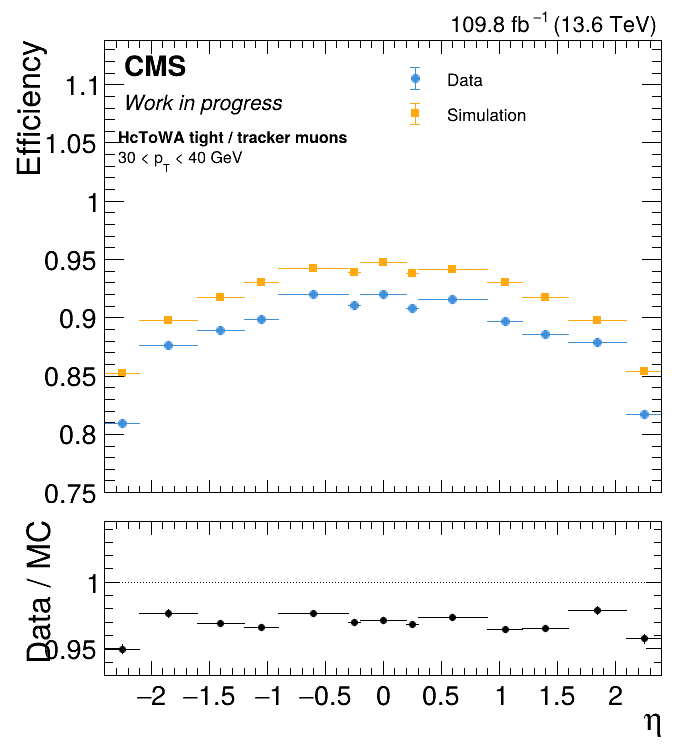 109.8 fb⁻¹ (13.6 TeV)
CMS
Work in progress
HcToWA tight / tracker muons
30 < p_T < 40 GeV
Data
Simulation
Efficiency
1.1
1.05
1
0.95
0.9
0.85
0.8
0.75
Data / MC
1
0.95
−2 −1.5 −1 −0.5 0 0.5 1 1.5 2
η